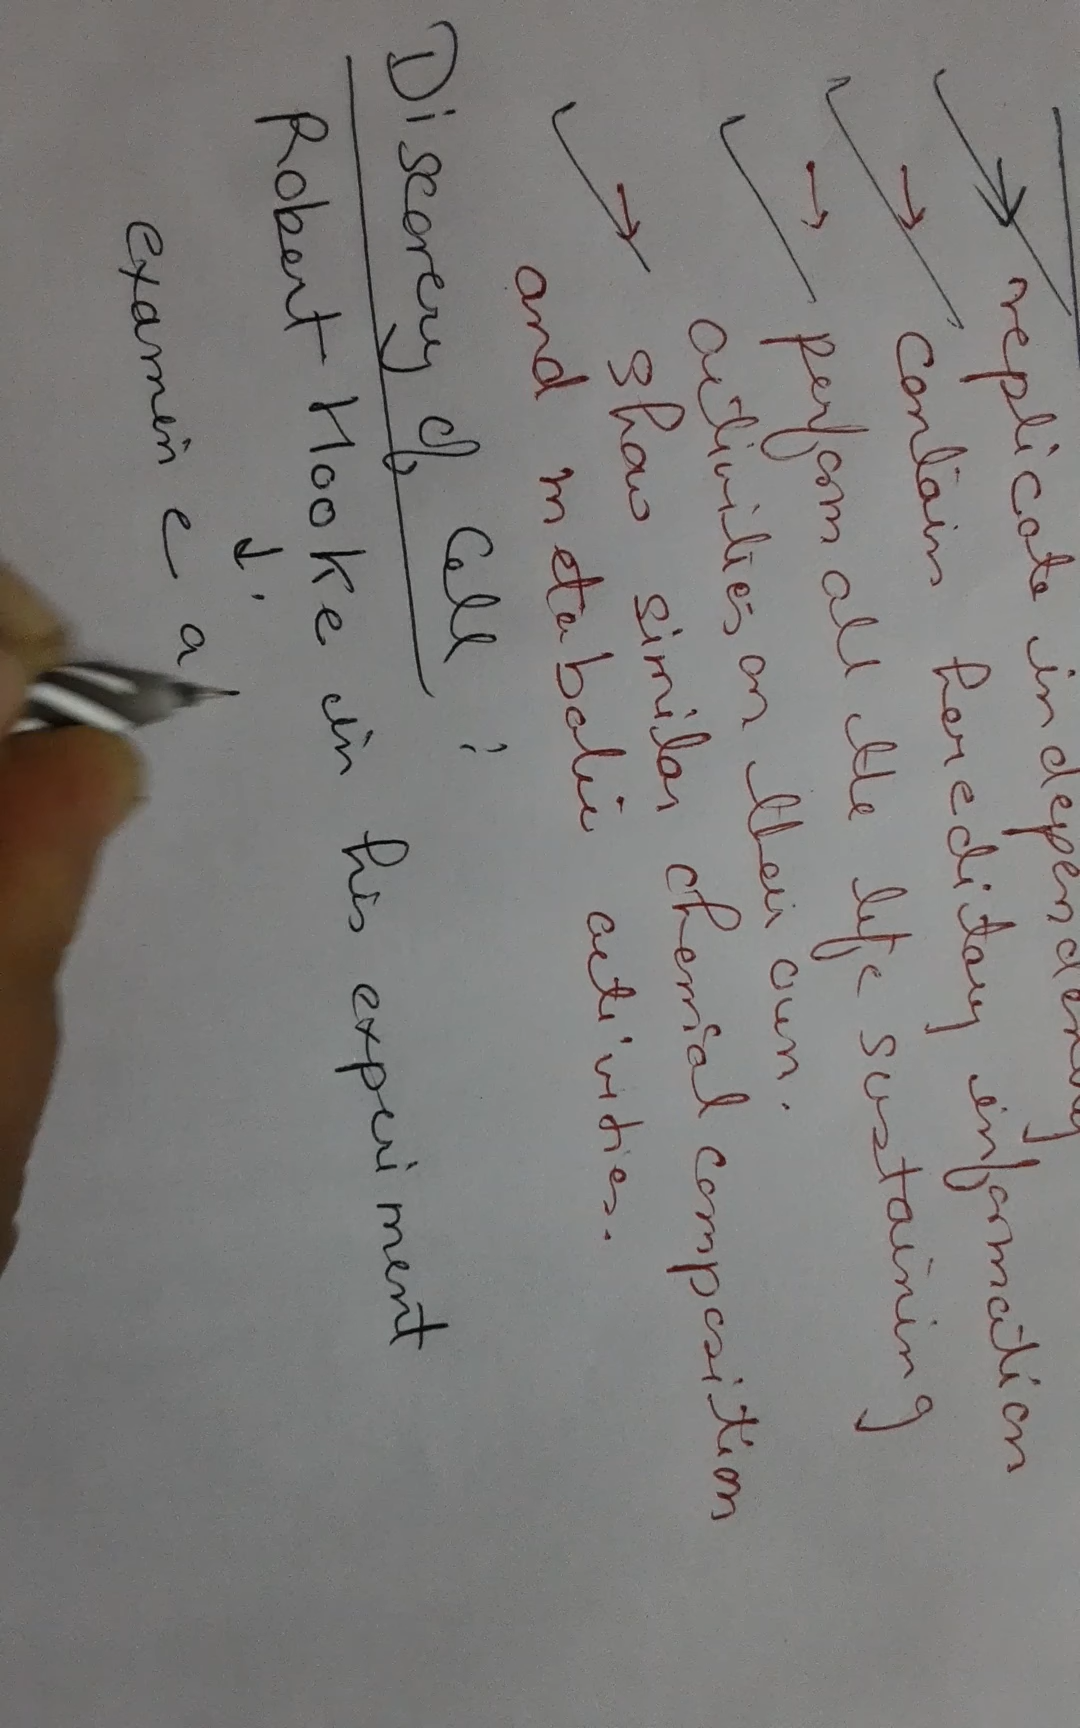 → replicate independently
→ contain hereditary information
→ perform all the life sustaining
activities on their own.
→ show similar chemical composition
and metabolic activities.
Discovery of Cell :
Robert Hooke in his experiment
↓
examine a